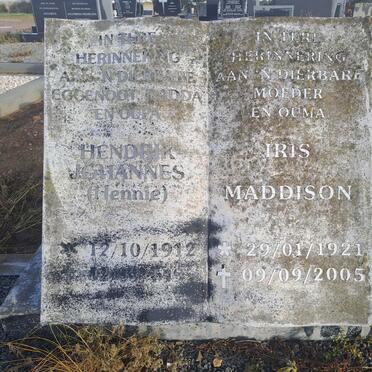 IN TERE
HERINNERING
AAN 'N DIERBARE
EGGENOOT, VADDA
EN OUPA
HENDRIK
JOHANNES
(Hennie)
* 12/10/1912
IN TERE
HERINNERING
AAN 'N DIERBARE
MOEDER
EN OUMA
IRIS
MADDISON
* 29/01/1921
† 09/09/2005